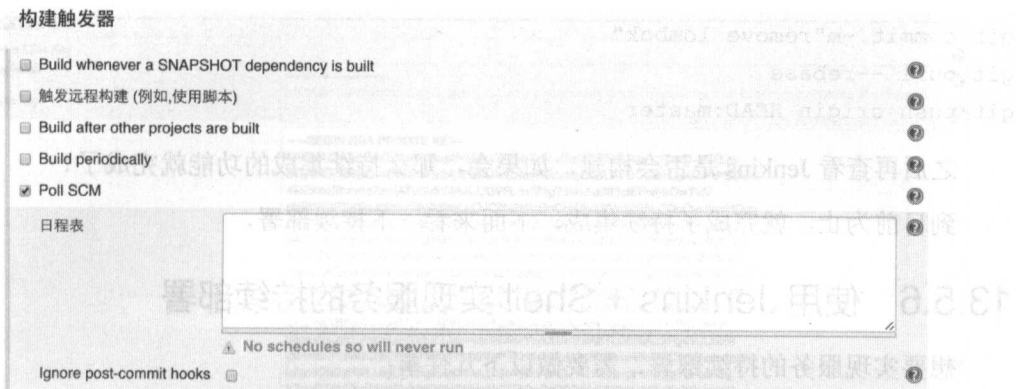 构建触发器
Build whenever a SNAPSHOT dependency is built
触发远程构建 (例如,使用脚本)
Build after other projects are built
Build periodically
Poll SCM
日程表
No schedules so will never run
Ignore post-commit hooks